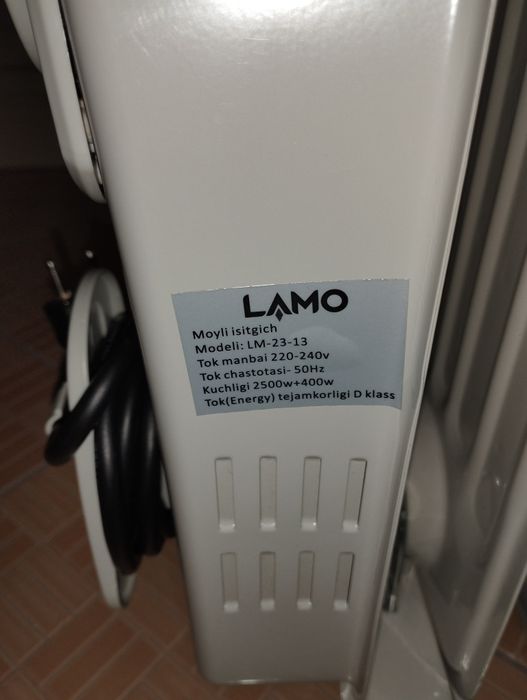 LAMO
Moyli isitgich
Modeli: LM-23-13
Tok manbai 220-240v
Tok chastotasi- 50Hz
Kuchligi 2500w+400w
Tok(Energy) tejamkorligi D klass